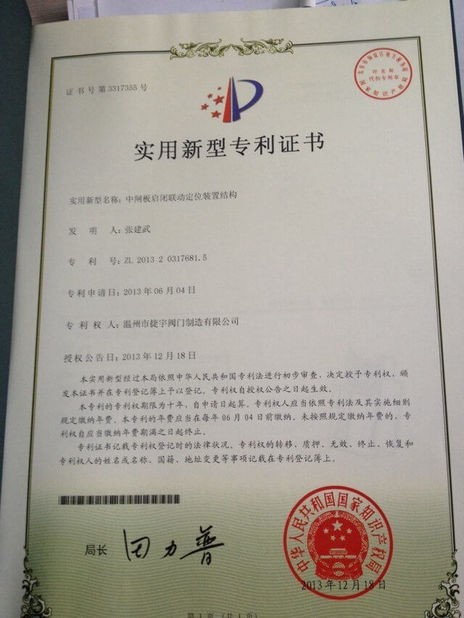 证书号第3317355号
实用新型专利证书
实用新型名称：中闸板启闭联动定位装置结构
发 明 人：张建武
专 利 号：ZL 2013 2 0317681.5
专利申请日：2013年06月04日
专 利 权 人：温州市捷宇阀门制造有限公司
授权公告日：2013年12月18日
本实用新型经过本局依照中华人民共和国专利法进行初步审查，决定授予专利权，颁
发本证书并在专利登记簿上予以登记。专利权自授权公告之日起生效。
本专利的专利权期限为十年，自申请日起算。专利权人应当依照专利法及其实施细则
规定缴纳年费。本专利的年费应当在每年06月04日前缴纳。未按照规定缴纳年费的，专
利权自应当缴纳年费期满之日起终止。
专利证书记载专利权登记时的法律状况。专利权的转移、质押、无效、终止、恢复和
专利权人的姓名或名称、国籍、地址变更等事项记载在专利登记簿上。
局长
田力普
中华人民共和国国家知识产权局
2013年12月18日
第1页（共1页）